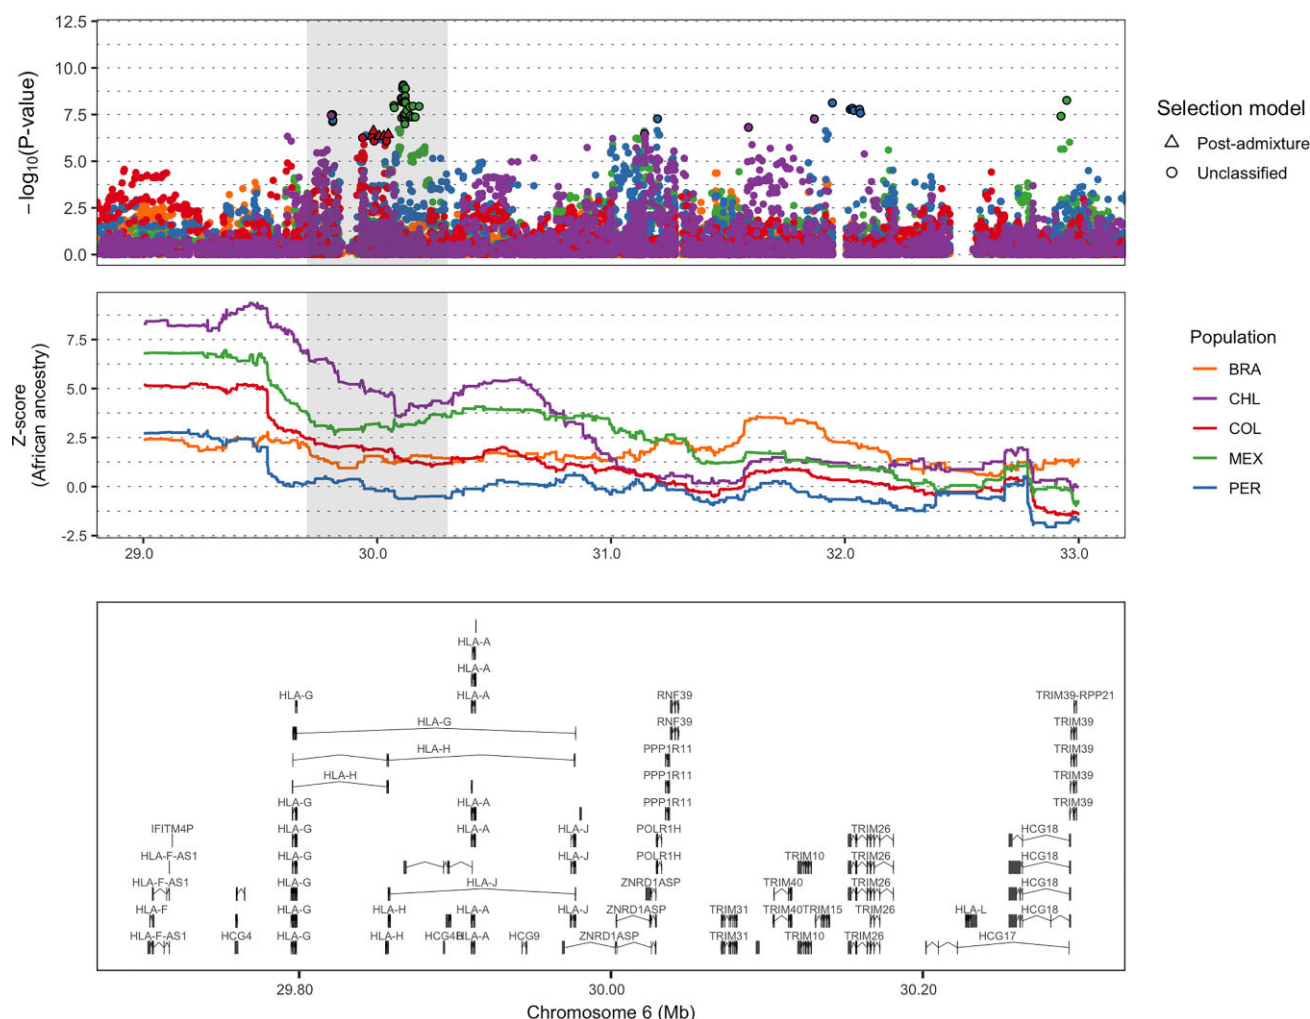 12.5
10.0
7.5
5.0
2.5
0.0
−log10(P-value)
Selection model
Post-admixture
Unclassified
7.5
5.0
2.5
0.0
-2.5
Z-score
(African ancestry)
29.0 30.0 31.0 32.0 33.0
Population
BRA
CHL
COL
MEX
PER
HLA-A
HLA-A
HLA-G HLA-A RNF39 TRIM39-RPP21
HLA-G RNF39 TRIM39
HLA-H PPP1R11 TRIM39
HLA-H PPP1R11 TRIM39
HLA-G HLA-A PPP1R11 TRIM39
IFITM4P HLA-G HLA-A HLA-J POLR1H TRIM26 HCG18
HLA-F-AS1 HLA-G HLA-J POLR1H TRIM10 TRIM26 HCG18
HLA-F-AS1 HLA-G HLA-J ZNRD1ASP TRIM40 TRIM26 HCG18
HLA-F HLA-G HLA-H HLA-A HLA-J ZNRD1ASP TRIM31 TRIM40 TRIM15 TRIM26 HLA-L HCG18
HLA-F-AS1 HCG4 HLA-G HLA-H HLA-A HCG9 ZNRD1ASP TRIM31 TRIM10 TRIM26 HCG17
29.80 30.00 30.20
Chromosome 6 (Mb)